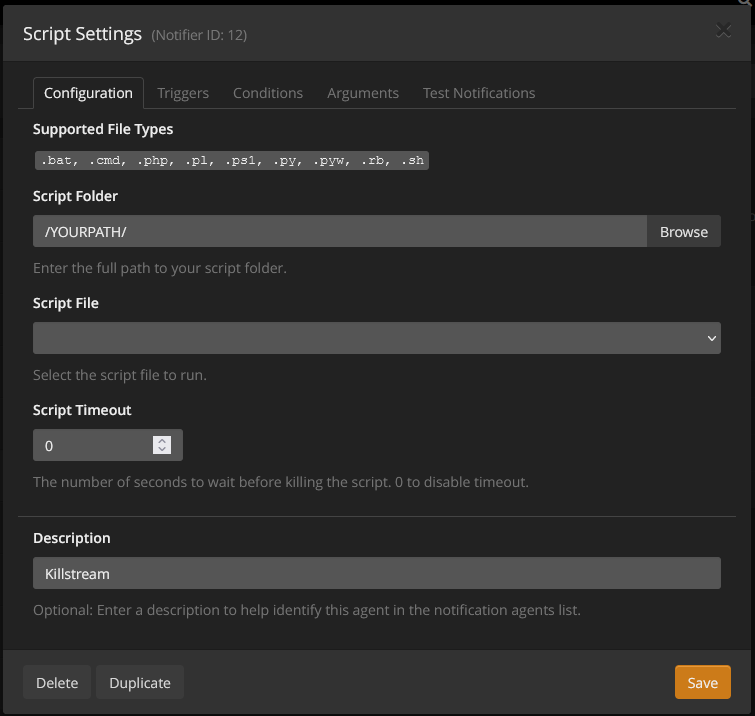 Script Settings (Notifier ID: 12)
Configuration Triggers Conditions Arguments Test Notifications
Supported File Types
.bat, .cmd, .php, .pl, .ps1, .py, .pyw, .rb, .sh
Script Folder
/YOURPATH/ Browse
Enter the full path to your script folder.
Script File
Select the script file to run.
Script Timeout
0
The number of seconds to wait before killing the script. 0 to disable timeout.
Description
Killstream
Optional: Enter a description to help identify this agent in the notification agents list.
Delete Duplicate Save